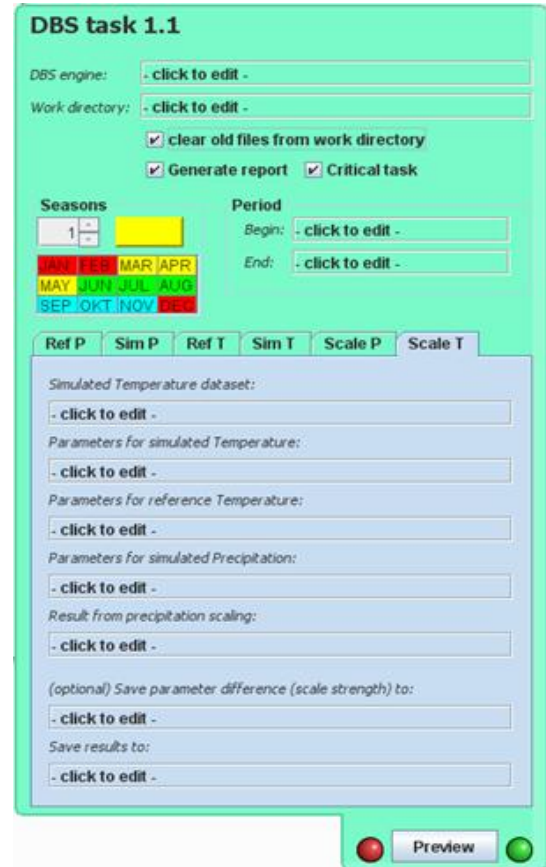 DBS task 1.1
DBS engine: - click to edit -
Work directory: - click to edit -
clear old files from work directory
Generate report Critical task
Seasons Period
1 Begin: - click to edit -
JAN FEB MAR APR End: - click to edit -
MAY JUN JUL AUG
SEP OKT NOV DEC
Ref P Sim P Ref T Sim T Scale P Scale T
Simulated Temperature dataset:
- click to edit -
Parameters for simulated Temperature:
- click to edit -
Parameters for reference Temperature:
- click to edit -
Parameters for simulated Precipitation:
- click to edit -
Result from precipitation scaling:
- click to edit -
(optional) Save parameter difference (scale strength) to:
- click to edit -
Save results to:
- click to edit -
Preview